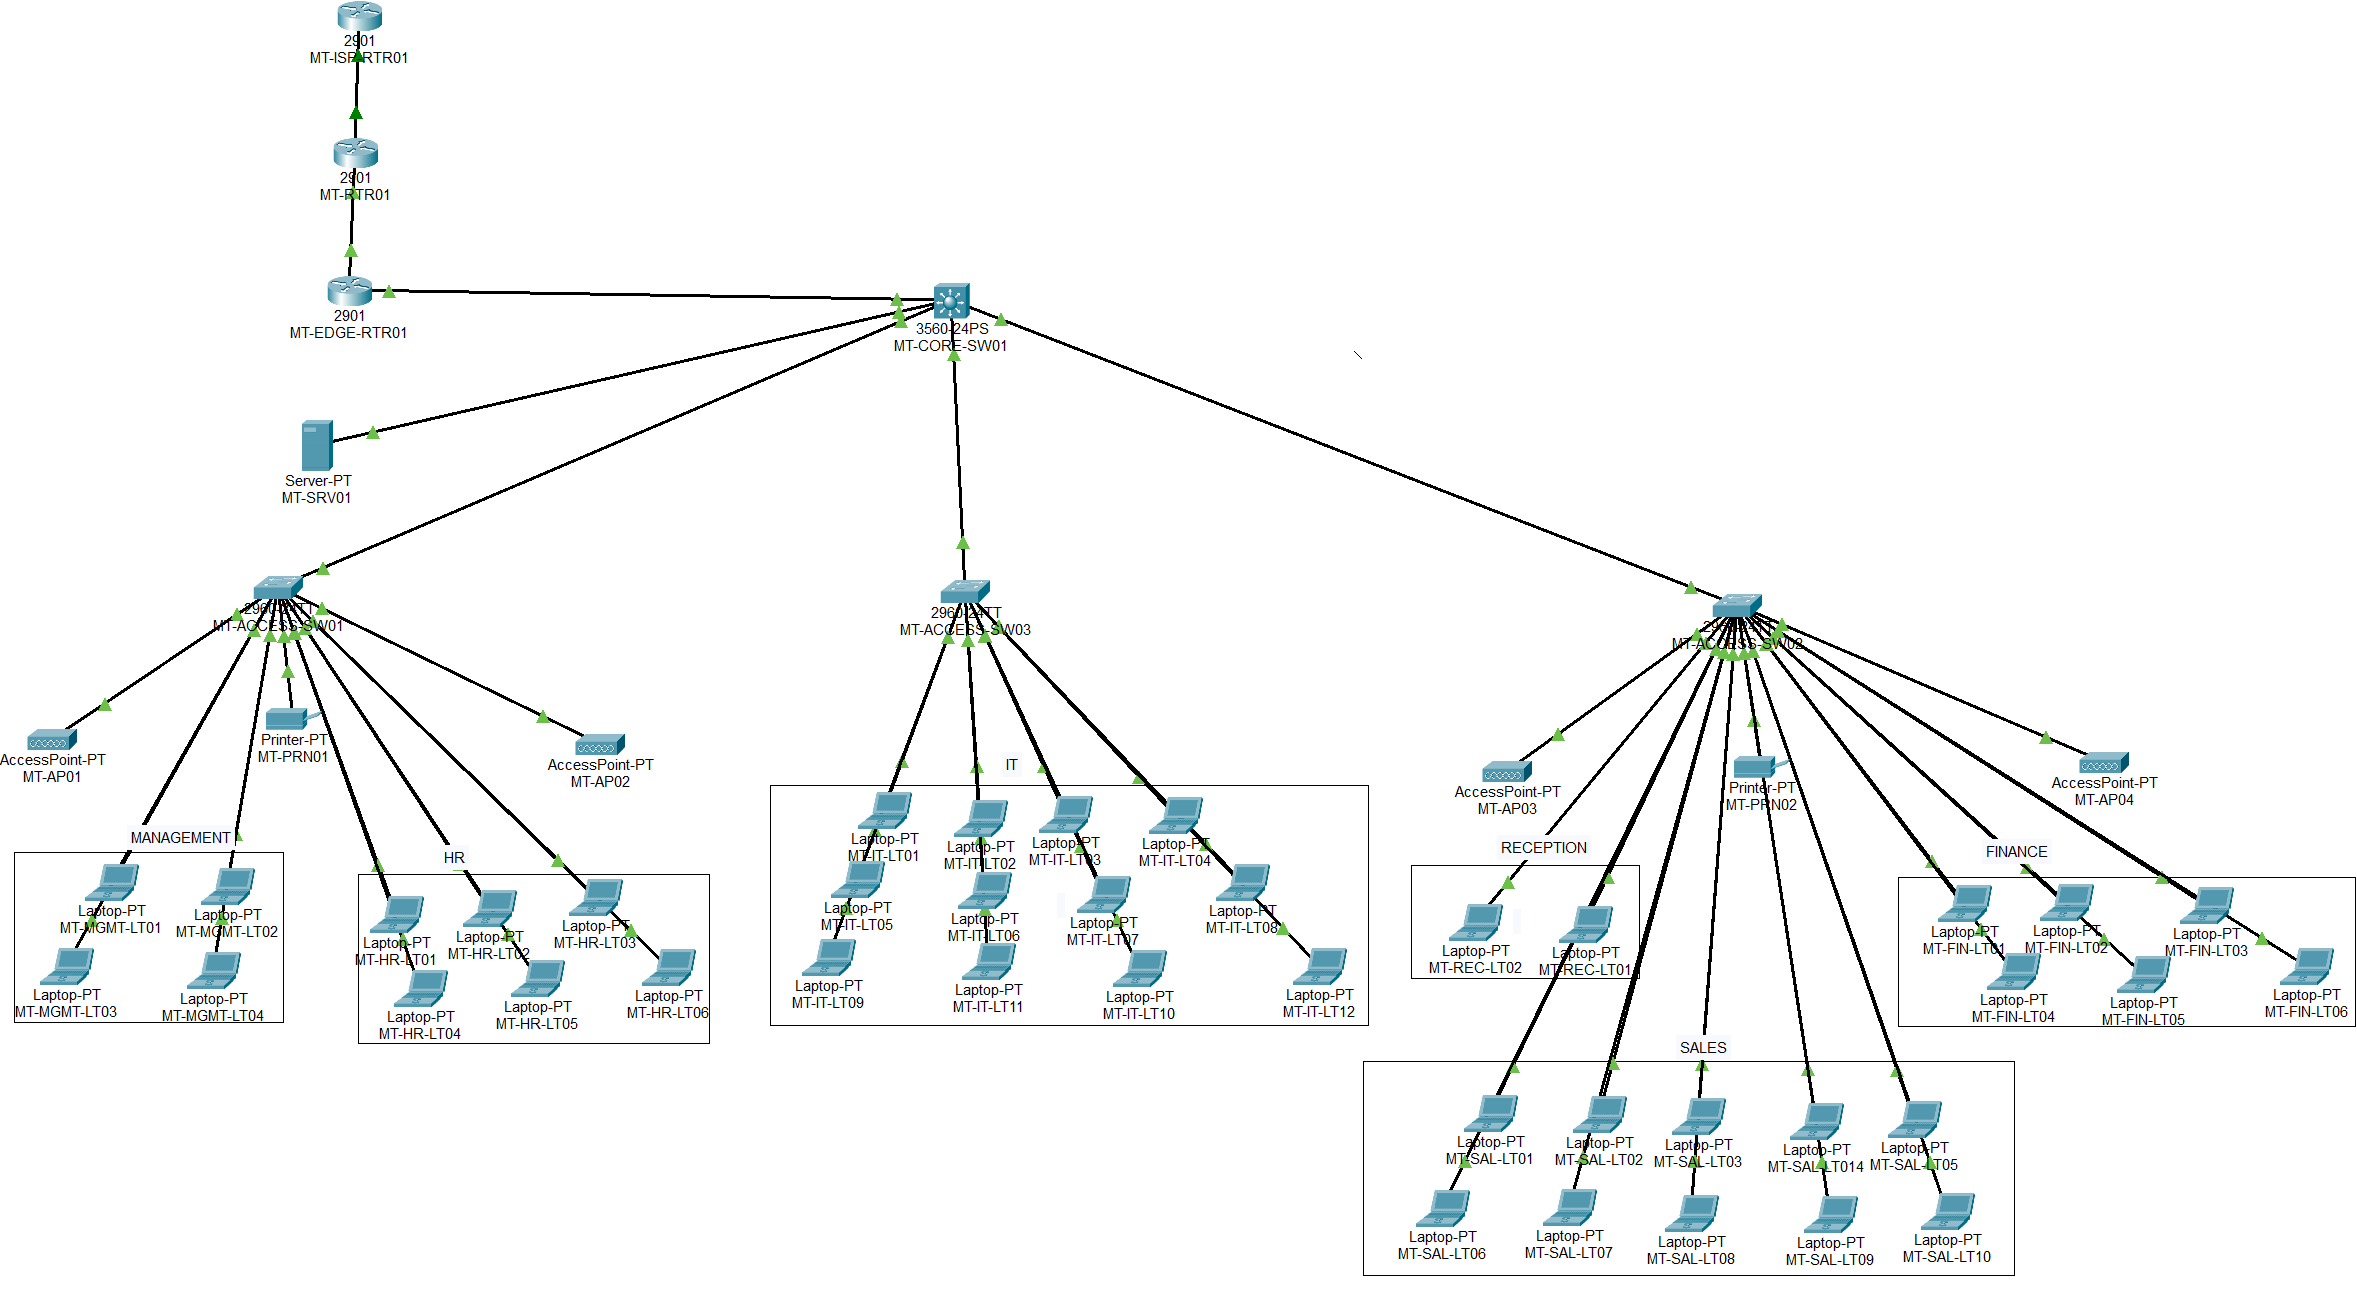 2901
MT-ISP-RTR01
2901
MT-RTR01
2901
MT-EDGE-RTR01
3560-24PS
MT-CORE-SW01
Server-PT
MT-SRV01
2960-24TT
MT-ACCESS-SW01
2960-24TT
MT-ACCESS-SW03
2960-24TT
MT-ACCESS-SW02
AccessPoint-PT
MT-AP01
Printer-PT
MT-PRN01
AccessPoint-PT
MT-AP02
AccessPoint-PT
MT-AP03
Printer-PT
MT-PRN02
AccessPoint-PT
MT-AP04
MANAGEMENT
Laptop-PT
MT-MGMT-LT01
Laptop-PT
MT-MGMT-LT02
Laptop-PT
MT-MGMT-LT03
Laptop-PT
MT-MGMT-LT04
HR
Laptop-PT
MT-HR-LT01
Laptop-PT
MT-HR-LT02
Laptop-PT
MT-HR-LT03
Laptop-PT
MT-HR-LT04
Laptop-PT
MT-HR-LT05
Laptop-PT
MT-HR-LT06
IT
Laptop-PT
MT-IT-LT01
Laptop-PT
MT-IT-LT02
Laptop-PT
MT-IT-LT03
Laptop-PT
MT-IT-LT04
Laptop-PT
MT-IT-LT05
Laptop-PT
MT-IT-LT06
Laptop-PT
MT-IT-LT07
Laptop-PT
MT-IT-LT08
Laptop-PT
MT-IT-LT09
Laptop-PT
MT-IT-LT11
Laptop-PT
MT-IT-LT10
Laptop-PT
MT-IT-LT12
RECEPTION
Laptop-PT
MT-REC-LT02
Laptop-PT
MT-REC-LT01
FINANCE
Laptop-PT
MT-FIN-LT01
Laptop-PT
MT-FIN-LT02
Laptop-PT
MT-FIN-LT03
Laptop-PT
MT-FIN-LT04
Laptop-PT
MT-FIN-LT05
Laptop-PT
MT-FIN-LT06
SALES
Laptop-PT
MT-SAL-LT01
Laptop-PT
MT-SAL-LT02
Laptop-PT
MT-SAL-LT03
Laptop-PT
MT-SAL-LT014
Laptop-PT
MT-SAL-LT05
Laptop-PT
MT-SAL-LT06
Laptop-PT
MT-SAL-LT07
Laptop-PT
MT-SAL-LT08
Laptop-PT
MT-SAL-LT09
Laptop-PT
MT-SAL-LT10